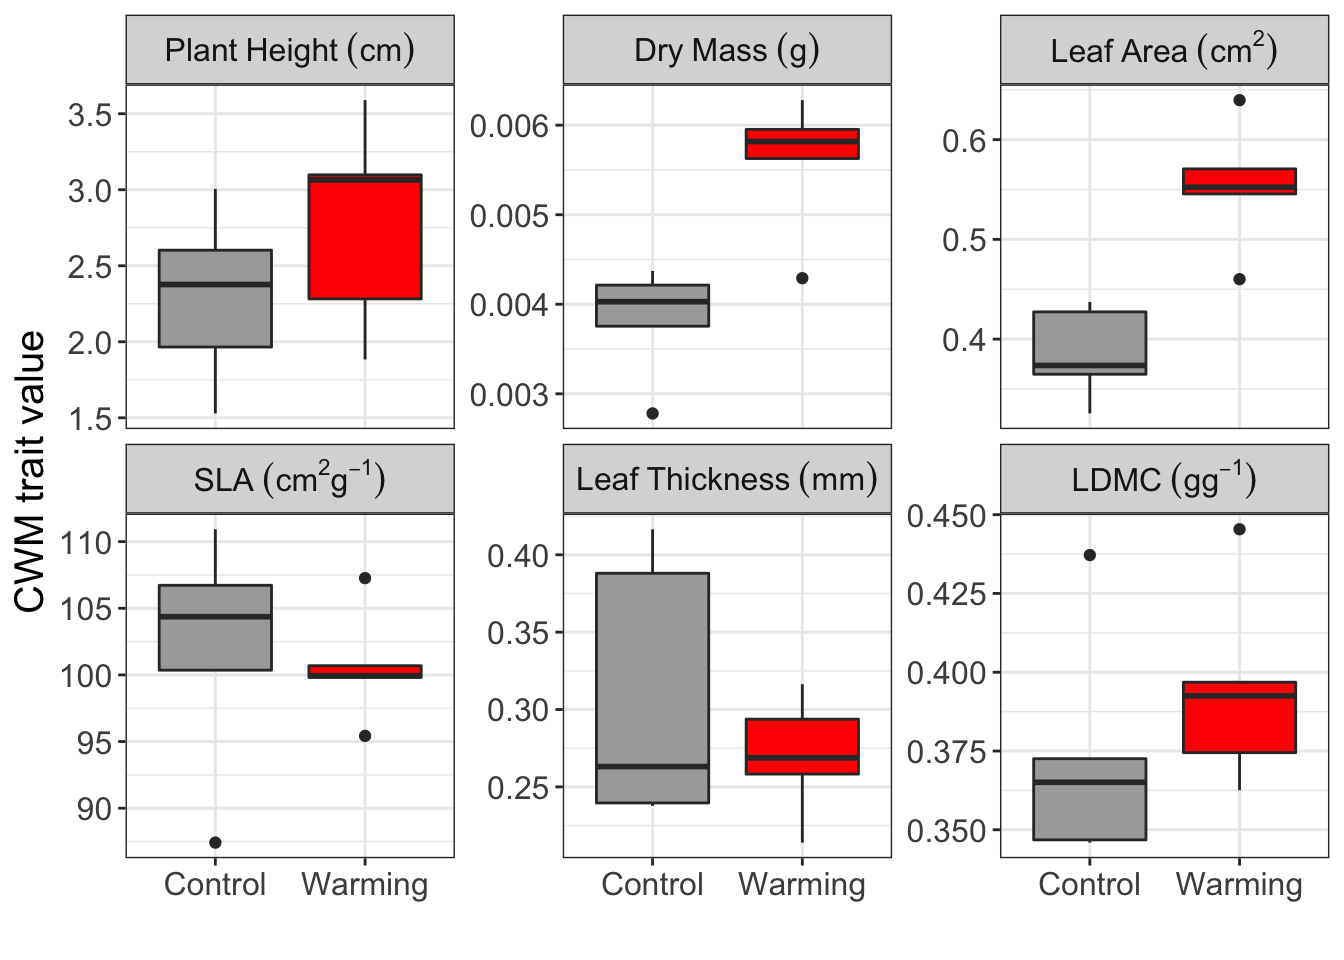 Plant Height (cm)
Dry Mass (g)
Leaf Area (cm²)
3.5
3.0
2.5
2.0
1.5
0.006
0.005
0.004
0.003
0.6
0.5
0.4
CWM trait value
SLA (cm²g⁻¹)
Leaf Thickness (mm)
LDMC (gg⁻¹)
110
105
100
95
90
0.40
0.35
0.30
0.25
0.450
0.425
0.400
0.375
0.350
Control Warming
Control Warming
Control Warming